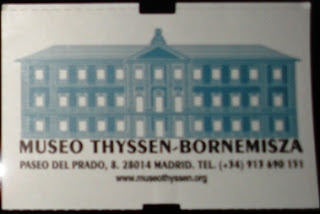 MUSEO THYSSEN-BORNEMISZA
PASEO DEL PRADO, 8. 28014 MADRID. TEL. (+34) 913 690 151
www.museothyssen.org